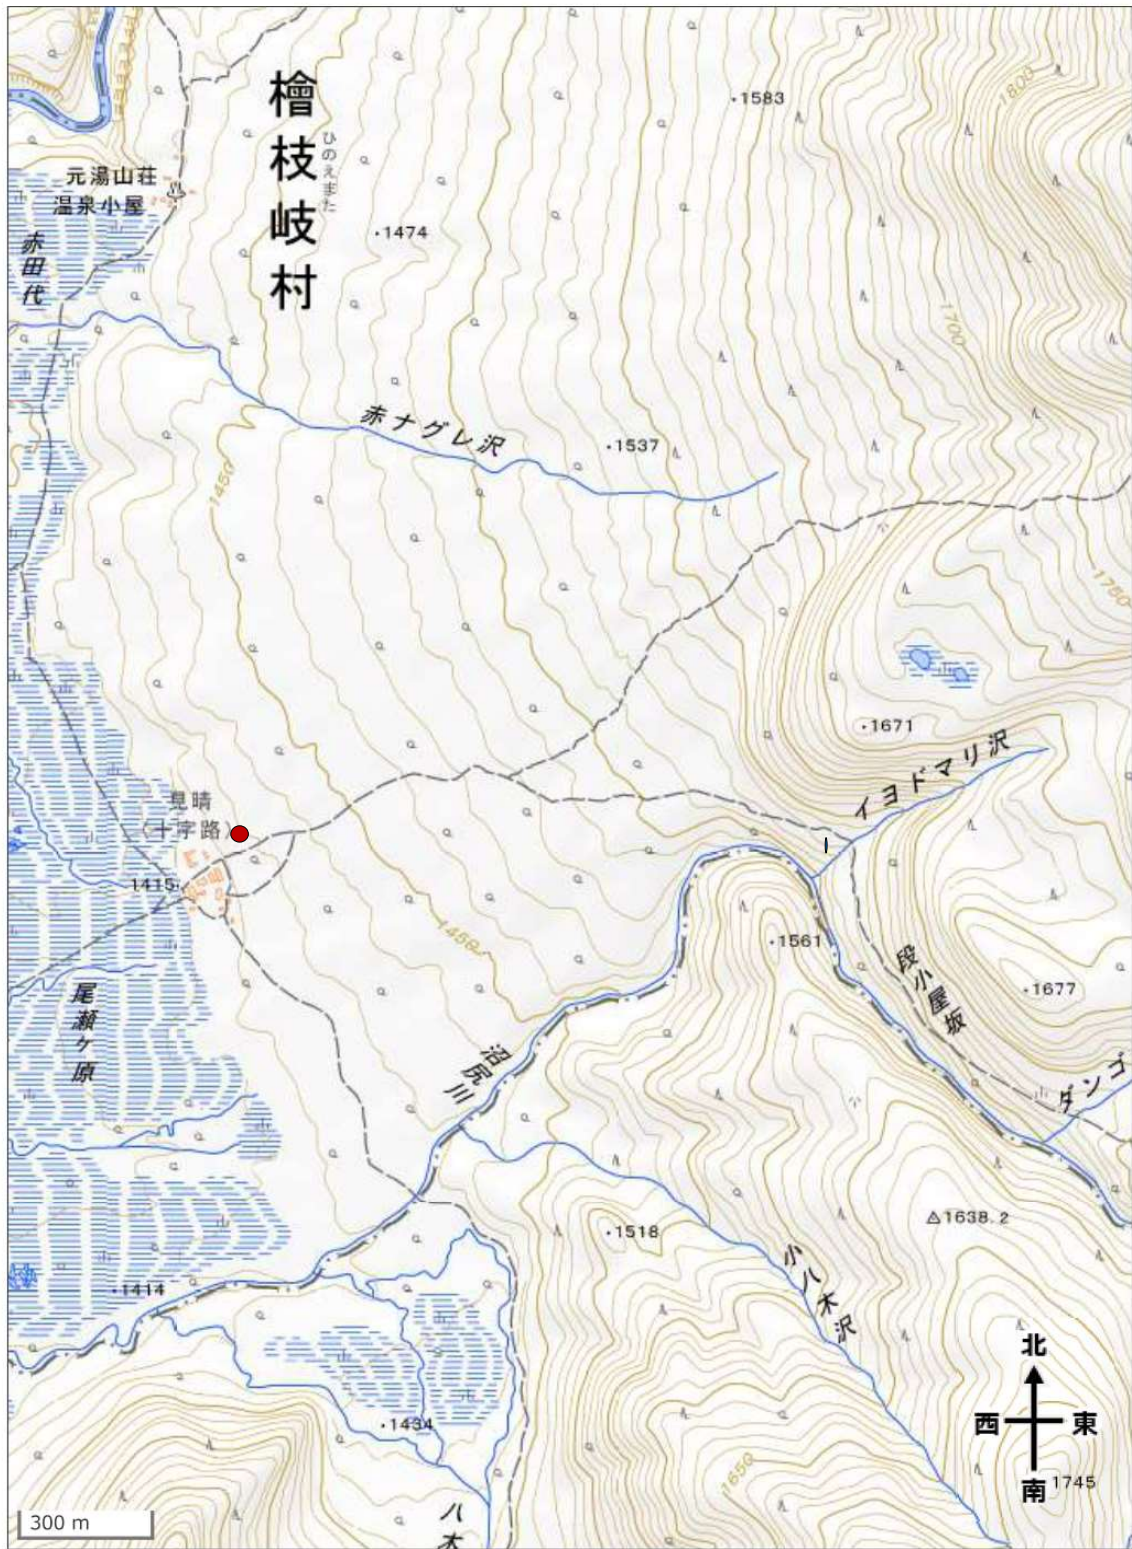 檜枝岐村
ひのえまた
・1583
1800
元湯山荘
温泉小屋
・1474
赤田代
1700
赤ナグレ沢
・1537
1450
1750
・1671
イヨドマリ沢
見晴
(十字路)
1415
1450
・1561
段小屋坂
・1677
尾瀬ヶ原
沼尻川
ダンゴ
△1638.2
・1518
小八木沢
・1414
北
西
東
南
・1434
1650
1745
300 m
八木